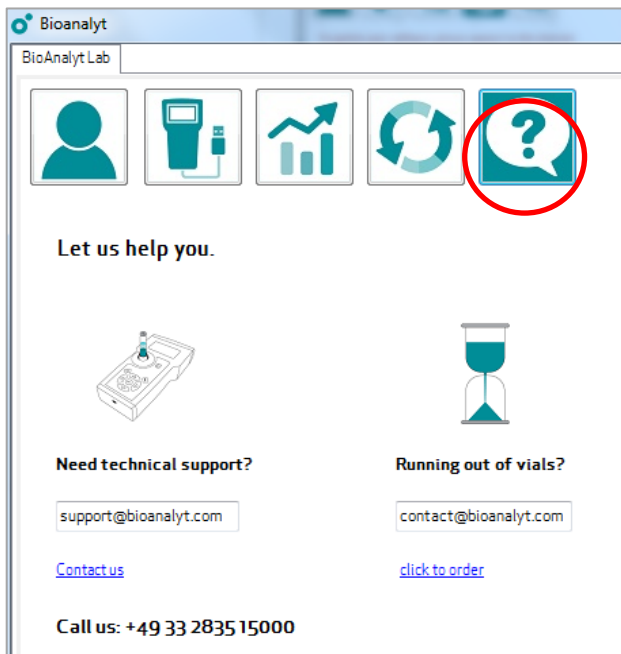 Bioanalyt
BioAnalyt Lab
?
Let us help you.
Need technical support?
Running out of vials?
support@bioanalyt.com
contact@bioanalyt.com
Contact us
click to order
Call us: +49 33 2835 15000